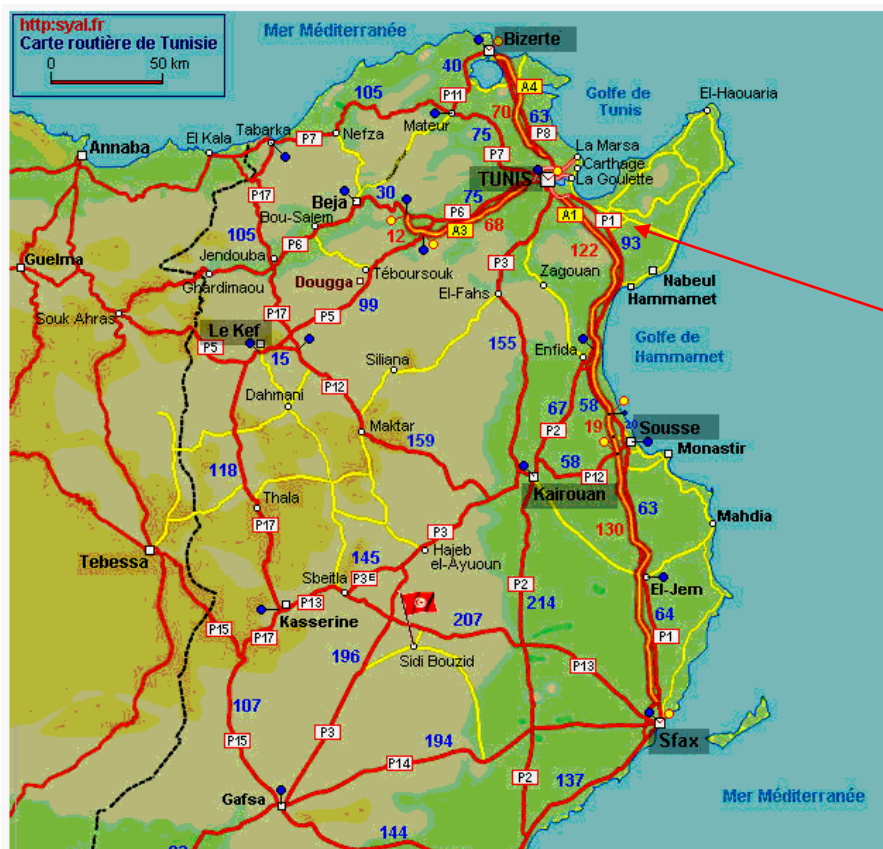 http:syal.fr
Carte routière de Tunisie
0 50 km
Mer Méditerranée
Bizerte
40
A4
Golfe de
Tunis
El-Haouaria
105
P11
70
63
Mateur
Nefza
Tabarka
El Kala
Annaba
P7
75
P7
P8
La Marsa
Carthage
La Goulette
TUNIS
P17
Beja
30
75
P6
68
A3
12
A1
P1
93
122
Bou-Salem
105
P6
Jendouba
Ghardimaou
Guelma
Dougga
Téboursouk
99
P3
El-Fahs
Zagouan
Nabeul
Hammamet
Souk Ahras
P17
P5
Le Kef
P5
15
155
Enfida
Golfe de
Hammamet
Siliana
P12
Dahmani
Maktar
67
58
19
20
Sousse
P2
159
58
P12
Monastir
118
Kairouan
Thala
P17
63
130
Mahdia
Tebessa
P3
Hajeb
el-Ayuoun
145
Sbeitla
P3E
P2
214
El-Jem
P13
Kasserine
P15
P17
207
64
P1
196
Sidi Bouzid
P13
107
P15
P3
194
P14
Sfax
Gafsa
P2
137
Mer Méditerranée
144